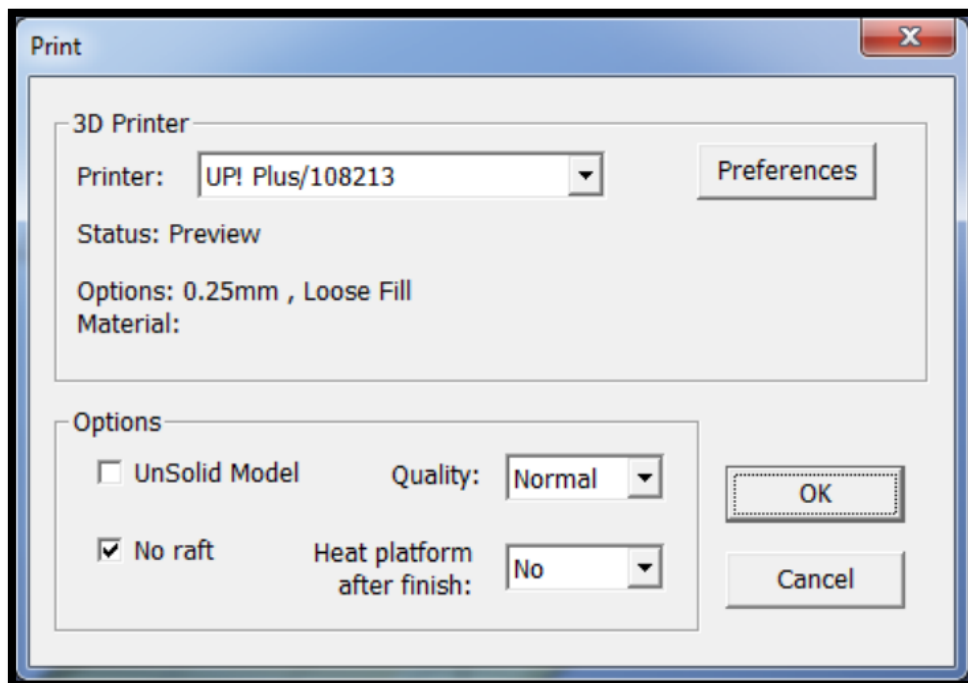 Print
3D Printer
Printer: UP! Plus/108213
Preferences
Status: Preview
Options: 0.25mm , Loose Fill
Material:
Options
UnSolid Model Quality: Normal
OK
No raft Heat platform
after finish: No
Cancel